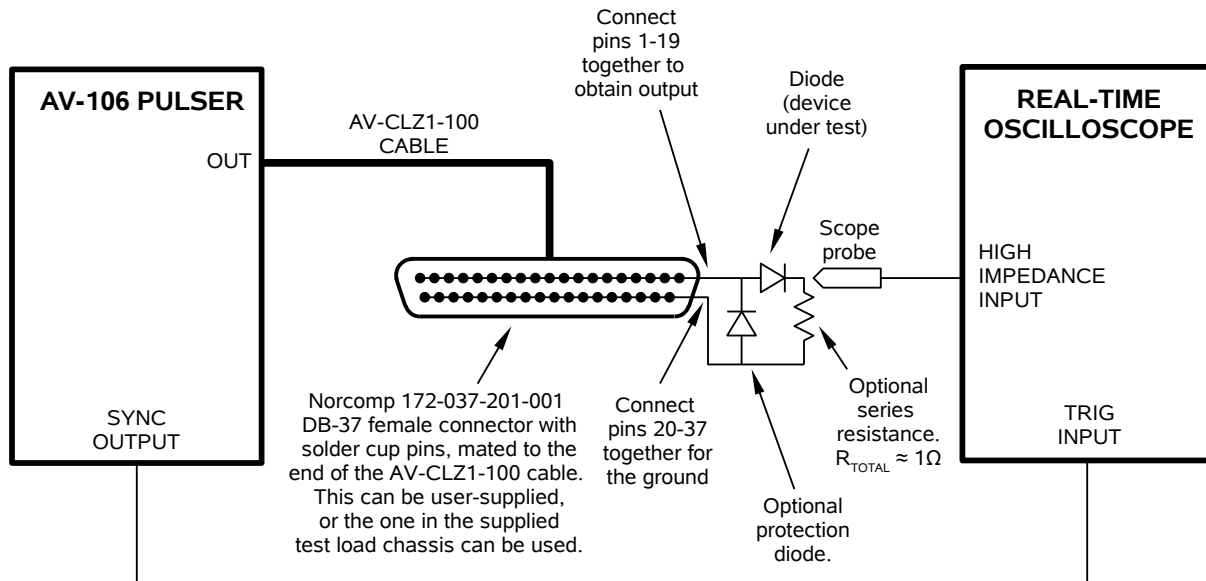 Connect
pins 1-19
together to
obtain output
AV-106 PULSER
OUT
AV-CLZ1-100
CABLE
Diode
(device
under test)
REAL-TIME
OSCILLOSCOPE
Scope
probe
HIGH
IMPEDANCE
INPUT
SYNC
OUTPUT
Norcomp 172-037-201-001
DB-37 female connector with
solder cup pins, mated to the
end of the AV-CLZ1-100 cable.
This can be user-supplied,
or the one in the supplied
test load chassis can be used.
Connect
pins 20-37
together for
the ground
Optional
protection
diode.
Optional
series
resistance.
R_TOTAL ≈ 1Ω
TRIG
INPUT